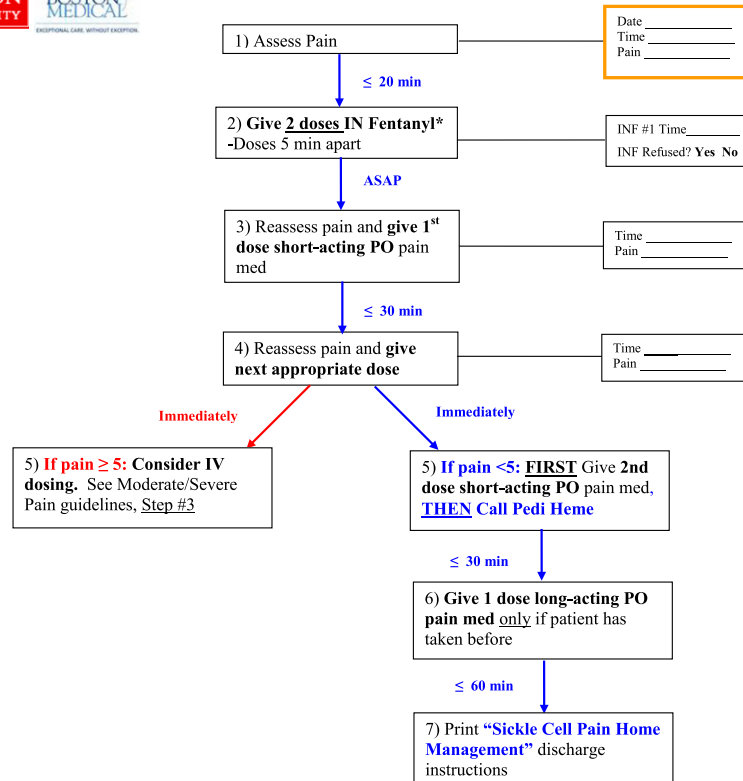 BOSTON
MEDICAL
EXCEPTIONAL CARE. WITHOUT EXCEPTION.
1) Assess Pain
Date
Time
Pain
≤ 20 min
2) Give 2 doses IN Fentanyl*
-Doses 5 min apart
INF #1 Time
INF Refused? Yes No
ASAP
3) Reassess pain and give 1st
dose short-acting PO pain
med
Time
Pain
≤ 30 min
4) Reassess pain and give
next appropriate dose
Time
Pain
Immediately
Immediately
5) If pain ≥ 5: Consider IV
dosing. See Moderate/Severe
Pain guidelines, Step #3
5) If pain <5: FIRST Give 2nd
dose short-acting PO pain med,
THEN Call Pedi Heme
≤ 30 min
6) Give 1 dose long-acting PO
pain med only if patient has
taken before
≤ 60 min
7) Print “Sickle Cell Pain Home
Management” discharge
instructions